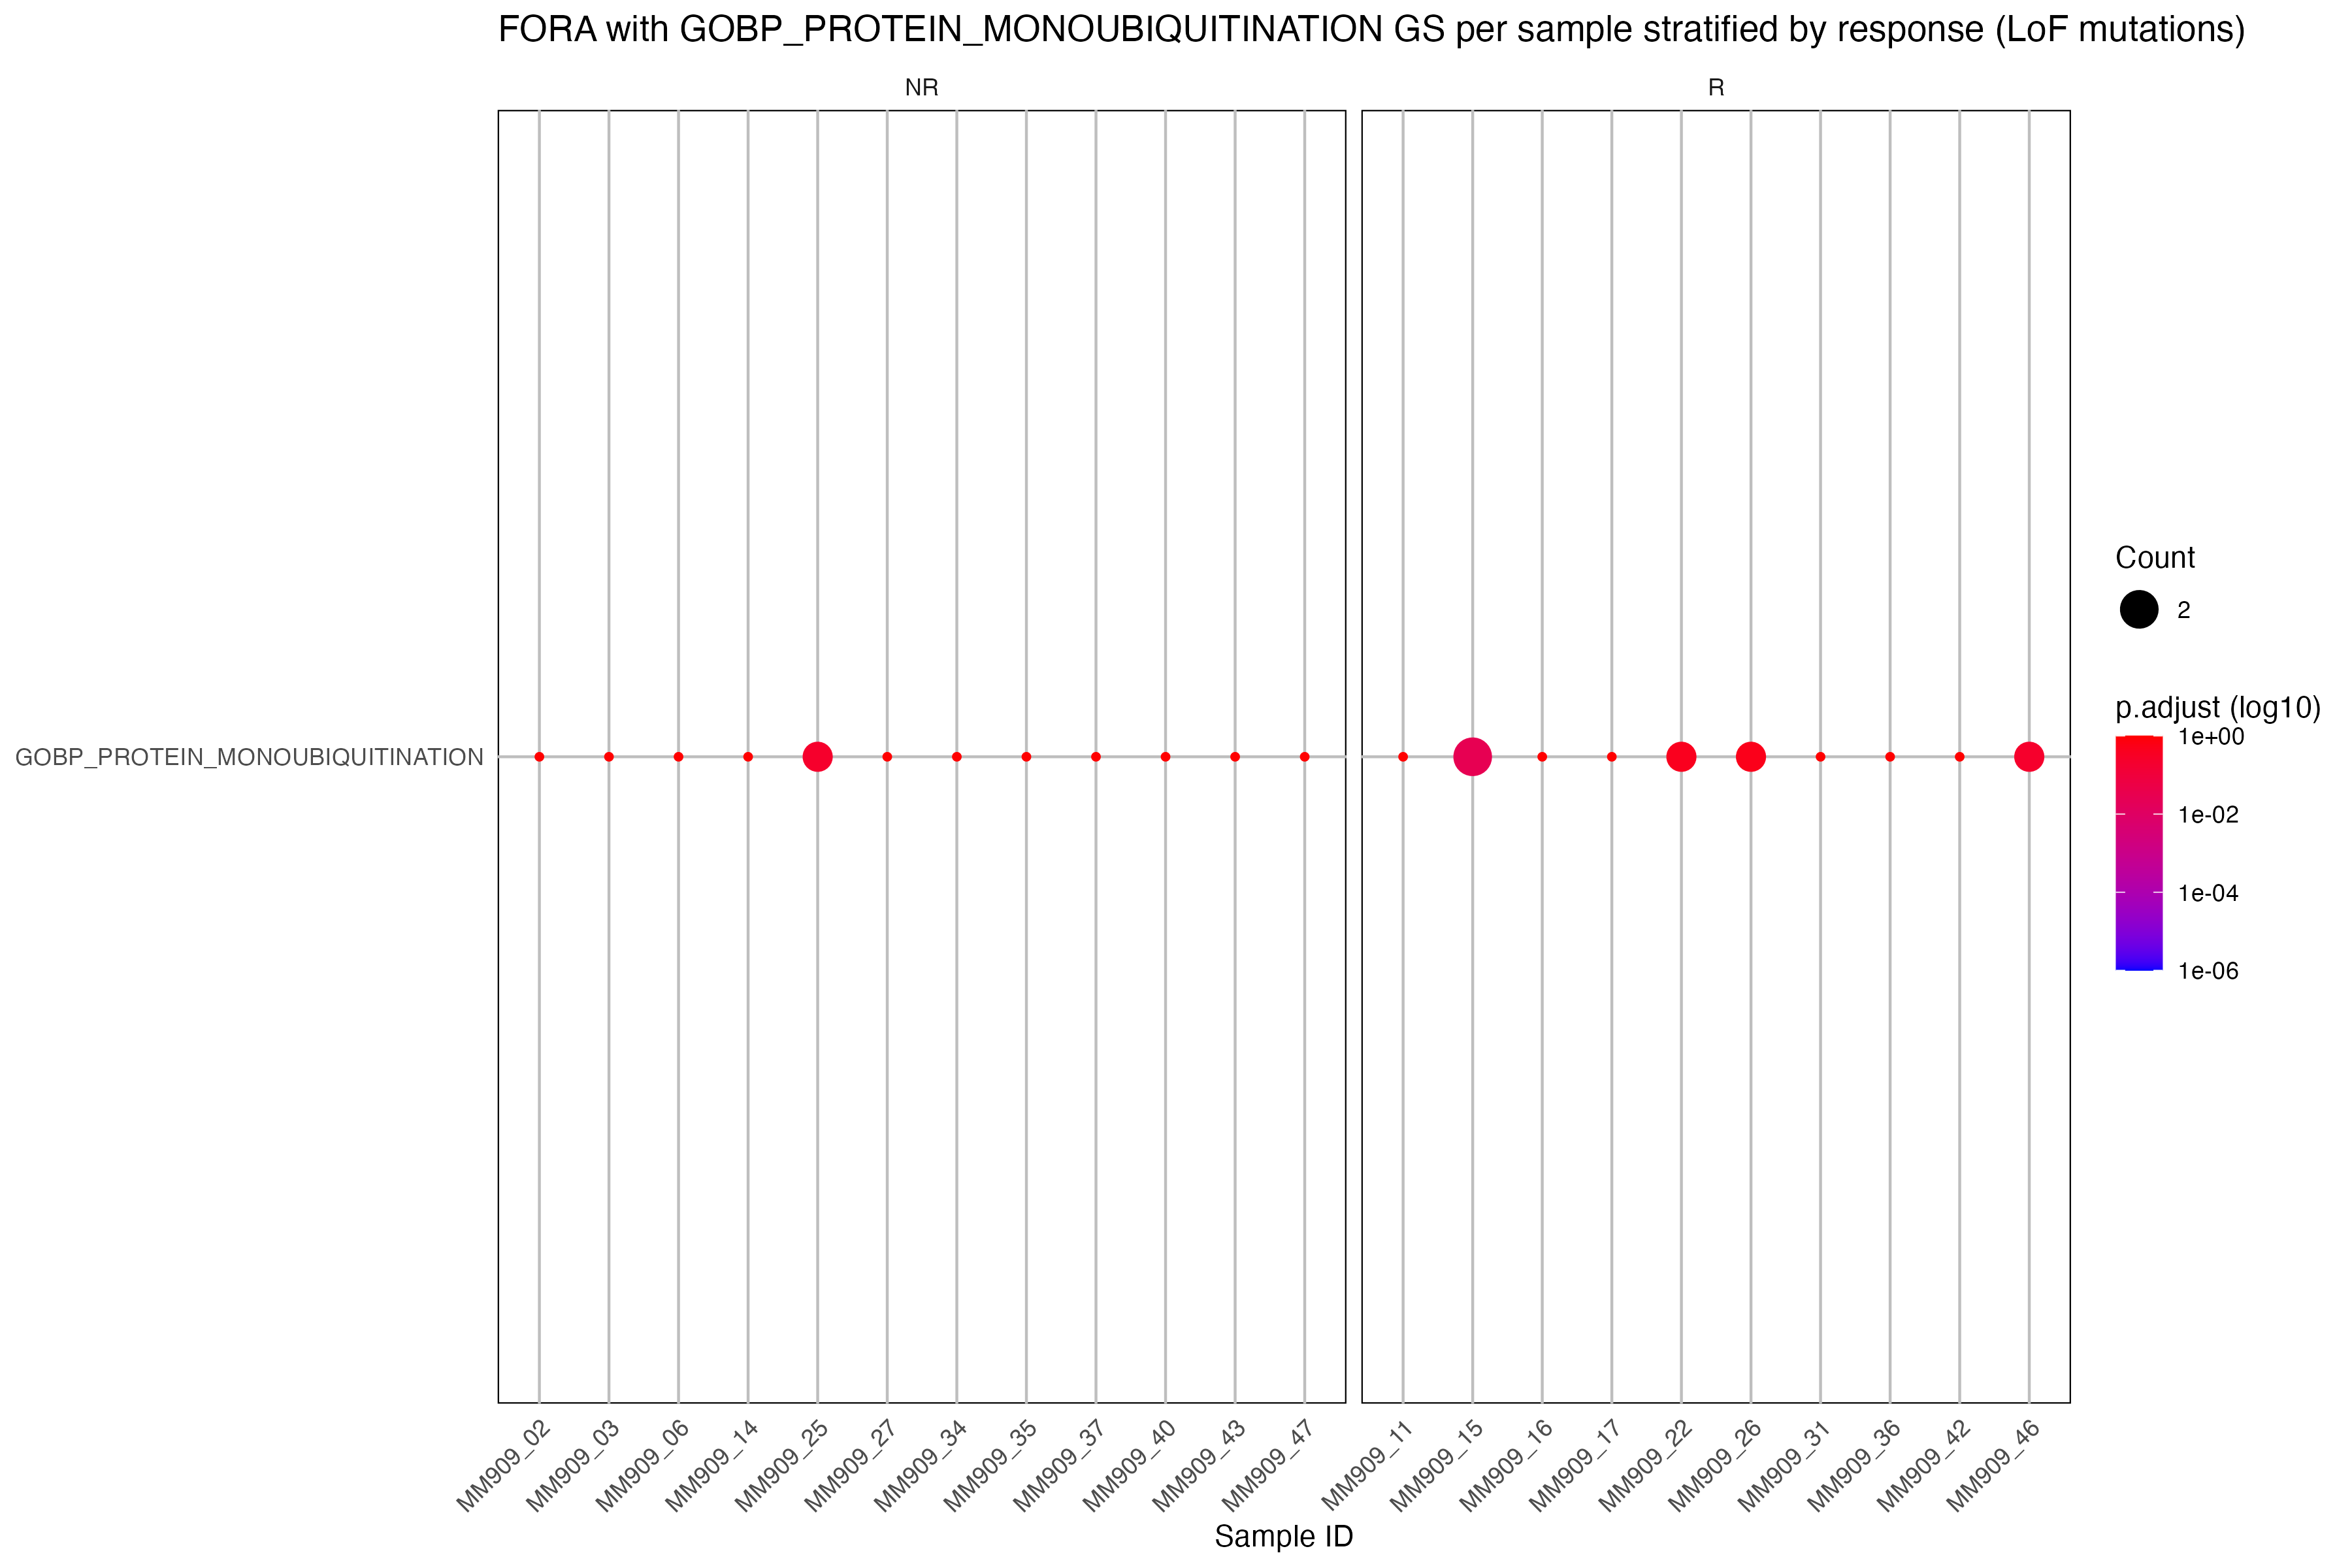 FORA with GOBP_PROTEIN_MONOUBIQUITINATION GS per sample stratified by response (LoF mutations)
NR
R
GOBP_PROTEIN_MONOUBIQUITINATION
Count
2
p.adjust (log10)
1e+00
1e-02
1e-04
1e-06
MM909_02
MM909_03
MM909_06
MM909_14
MM909_25
MM909_27
MM909_34
MM909_35
MM909_37
MM909_40
MM909_43
MM909_47
MM909_11
MM909_15
MM909_16
MM909_17
MM909_22
MM909_26
MM909_31
MM909_36
MM909_42
MM909_46
Sample ID